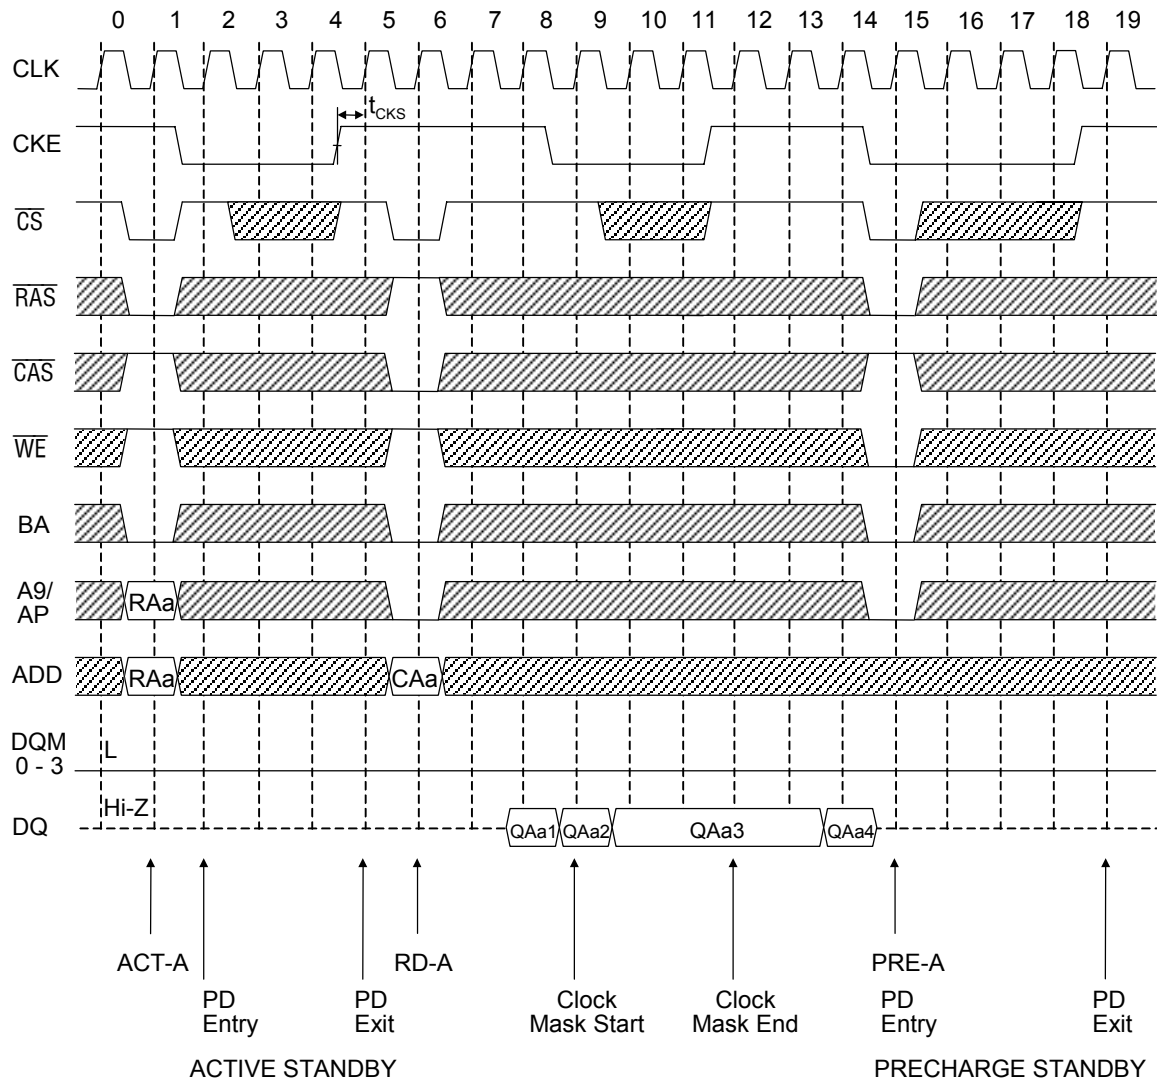 0 1 2 3 4 5 6 7 8 9 10 11 12 13 14 15 16 17 18 19
CLK
tCKS
CKE
CS
RAS
CAS
WE
BA
A9/
AP
RAa
ADD
RAa CAa
DQM
0 - 3
L
Hi-Z
DQ
QAa1 QAa2 QAa3 QAa4
ACT-A RD-A PRE-A
PD
Entry
PD
Exit
Clock
Mask Start
Clock
Mask End
PD
Entry
PD
Exit
ACTIVE STANDBY PRECHARGE STANDBY